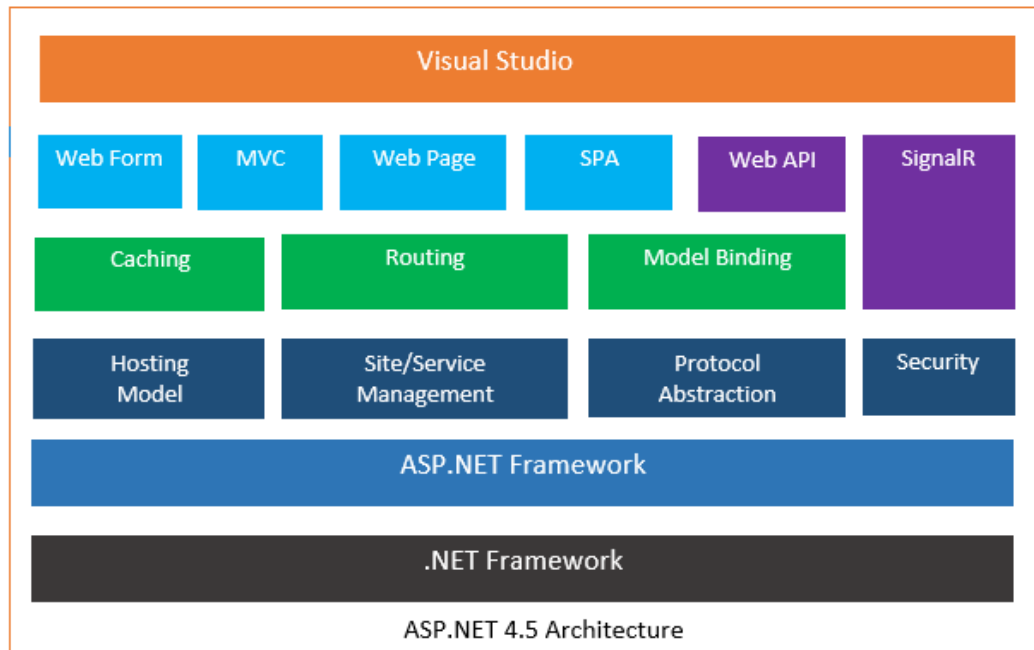 Visual Studio
Web Form
MVC
Web Page
SPA
Web API
SignalR
Caching
Routing
Model Binding
Hosting
Model
Site/Service
Management
Protocol
Abstraction
Security
ASP.NET Framework
.NET Framework
ASP.NET 4.5 Architecture